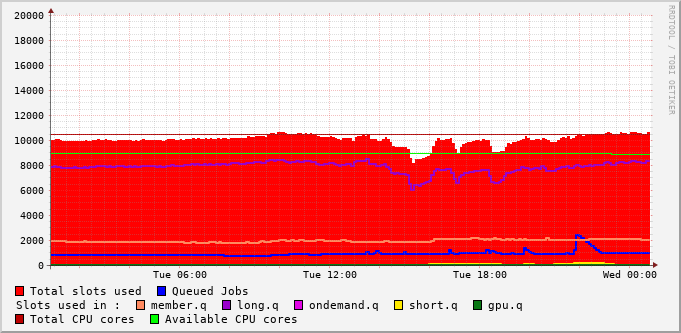 20000
18000
16000
14000
12000
10000
8000
6000
4000
2000
0
Tue 06:00 Tue 12:00 Tue 18:00 Wed 00:00
Total slots used Queued Jobs
Slots used in : member.q long.q ondemand.q short.q gpu.q
Total CPU cores Available CPU cores
RRDTOOL / TOBI OETIKER